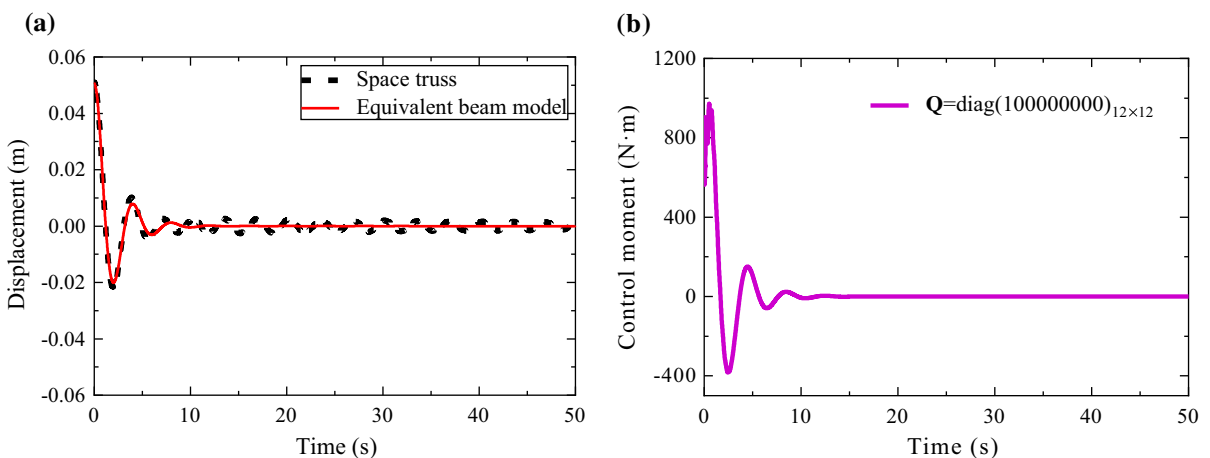 (a)
0.06
0.04
0.02
0.00
-0.02
-0.04
-0.06
Displacement (m)
Space truss
Equivalent beam model
0 10 20 30 40 50
Time (s)
(b)
1200
800
400
0
-400
Control moment (N·m)
Q=diag(100000000)12×12
0 10 20 30 40 50
Time (s)